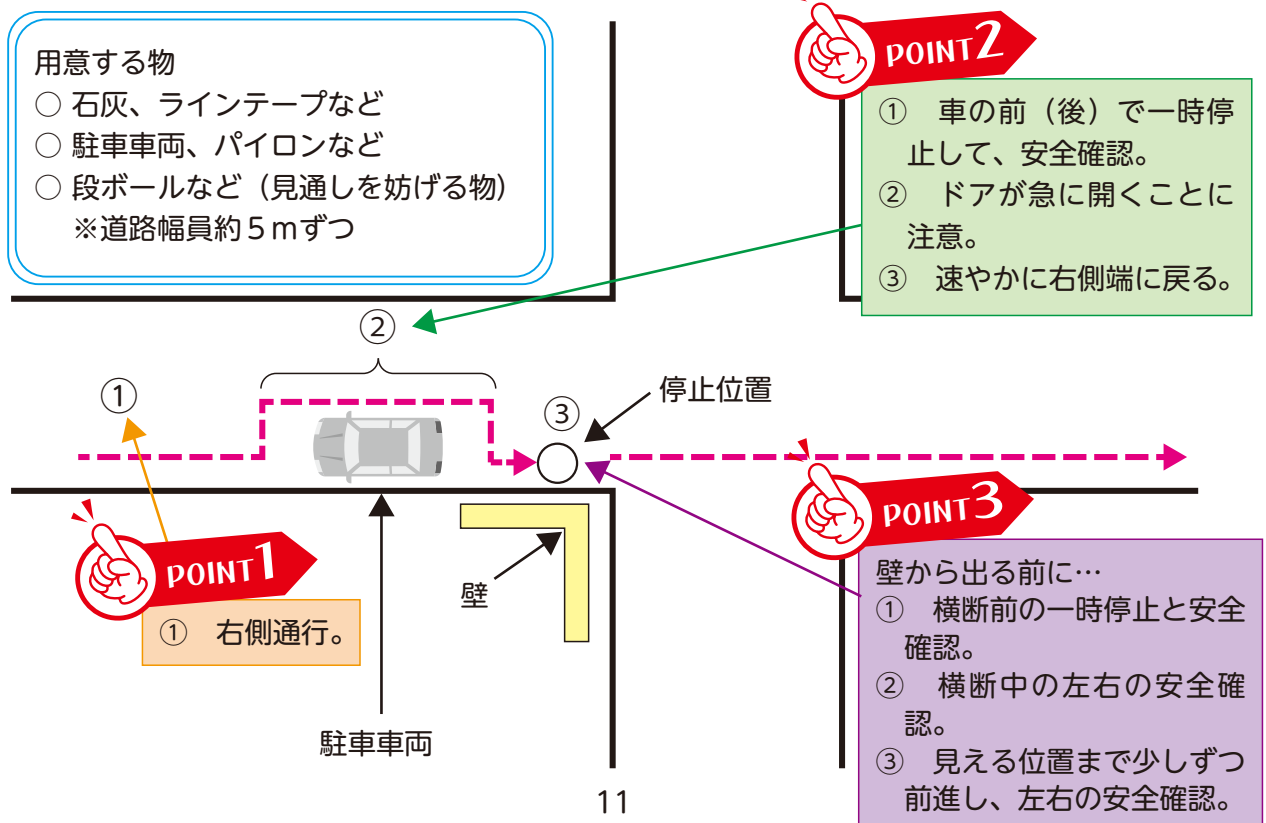 用意する物
○ 石灰、ラインテープなど
○ 駐車車両、パイロンなど
○ 段ボールなど（見通しを妨げる物）
※道路幅員約５ｍずつ
POINT2
①　車の前（後）で一時停
止して、安全確認。
②　ドアが急に開くことに
注意。
③　速やかに右側端に戻る。
②
①
③
停止位置
POINT1
①　右側通行。
壁
駐車車両
POINT3
壁から出る前に…
①　横断前の一時停止と安全
確認。
②　横断中の左右の安全確
認。
③　見える位置まで少しずつ
前進し、左右の安全確認。
11